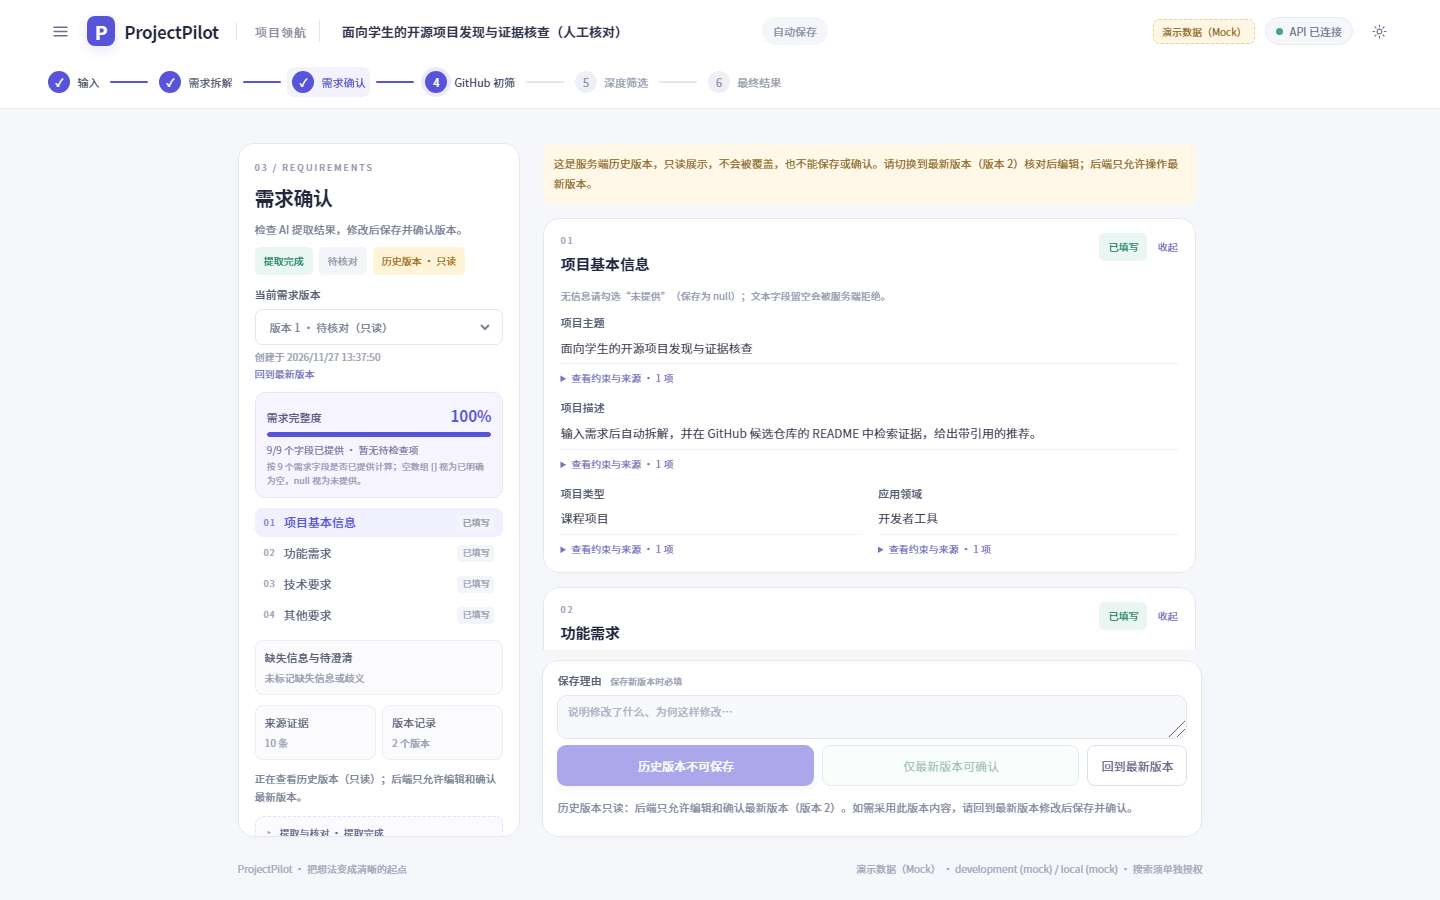 P ProjectPilot 项目领航 面向学生的开源项目发现与证据核查（人工核对） 自动保存 演示数据（Mock） API 已连接
输入 需求拆解 需求确认 4 GitHub 初筛 5 深度筛选 6 最终结果
03 / REQUIREMENTS
需求确认
检查 AI 提取结果，修改后保存并确认版本。
提取完成 待核对 历史版本 · 只读
当前需求版本
版本 1 · 待核对（只读）
创建于 2026/11/27 13:37:50
回到最新版本
需求完整度 100%
9/9 个字段已提供 · 暂无待检查项
按 9 个需求字段是否已提供计算；空数组 [] 视为已明确
为空，null 视为未提供。
01 项目基本信息 已填写
02 功能需求 已填写
03 技术要求 已填写
04 其他要求 已填写
缺失信息与待澄清
未标记缺失信息或歧义
来源证据
10 条
版本记录
2 个版本
正在查看历史版本（只读）；后端只允许编辑和确认
最新版本。
提取与核对 · 提取完成
这是服务端历史版本，只读展示，不会被覆盖，也不能保存或确认。请切换到最新版本（版本 2）核对后编辑；后端只允许操作最
新版本。
01
项目基本信息 已填写 收起
无信息请勾选“未提供”（保存为 null）；文本字段留空会被服务端拒绝。
项目主题
面向学生的开源项目发现与证据核查
查看约束与来源 · 1 项
项目描述
输入需求后自动拆解，并在 GitHub 候选仓库的 README 中检索证据，给出带引用的推荐。
查看约束与来源 · 1 项
项目类型 应用领域
课程项目 开发者工具
查看约束与来源 · 1 项 查看约束与来源 · 1 项
02
功能需求 已填写 收起
保存理由 保存新版本时必填
说明修改了什么、为何这样修改…
历史版本不可保存 仅最新版本可确认 回到最新版本
历史版本只读：后端只允许编辑和确认最新版本（版本 2）。如需采用此版本内容，请回到最新版本修改后保存并确认。
ProjectPilot · 把想法变成清晰的起点 演示数据（Mock） · development (mock) / local (mock) · 搜索须单独授权